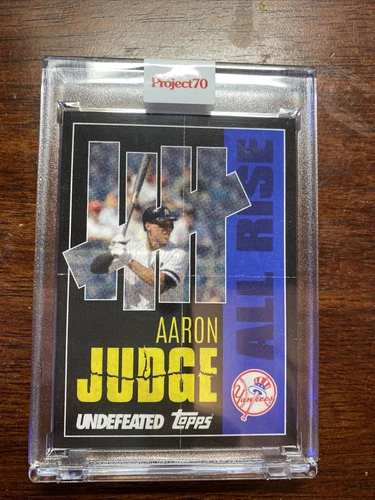 Project70
ALL RISE
AARON
JUDGE
UNDEFEATED topps
Yankees